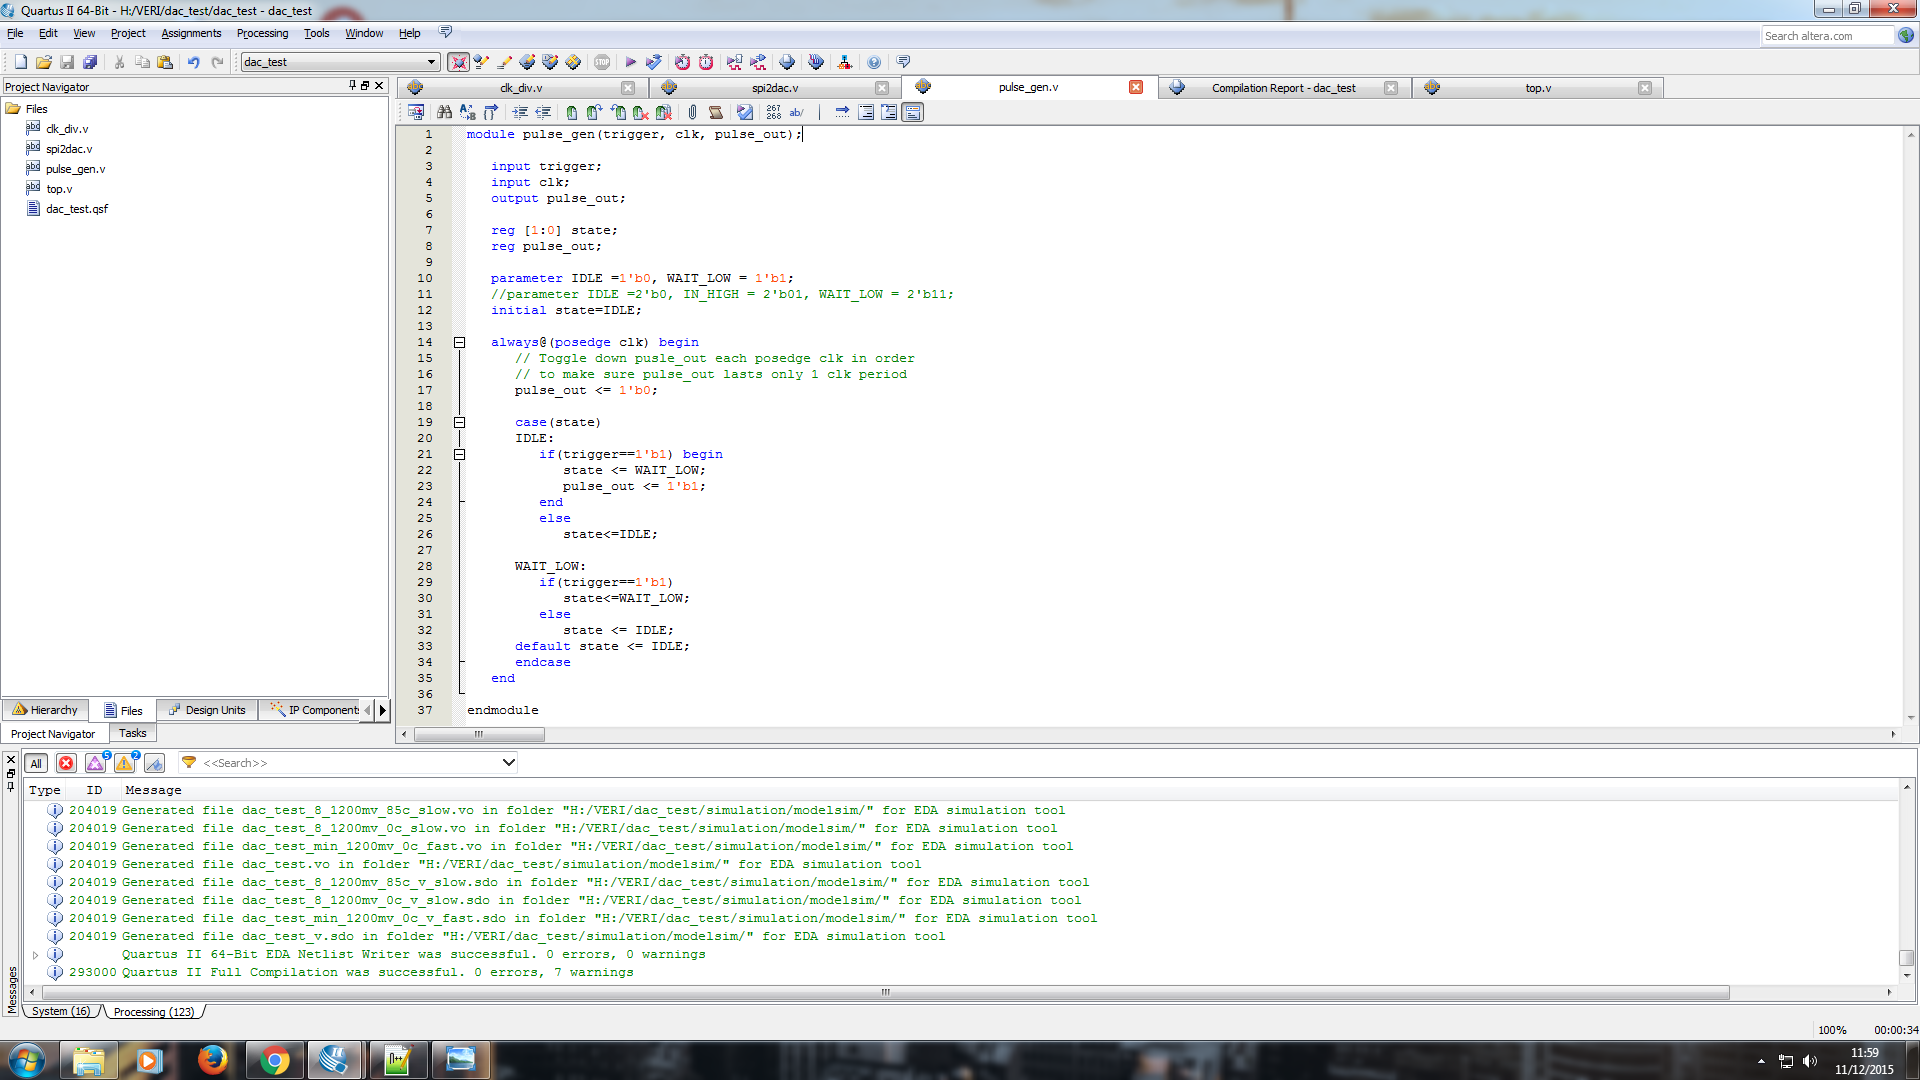 Quartus II 64-Bit - H:/VERI/dac_test/dac_test - dac_test
File Edit View Project Assignments Processing Tools Window Help
Search altera.com
dac_test
Project Navigator
clk_div.v spi2dac.v pulse_gen.v Compilation Report - dac_test top.v
Files
clk_div.v
spi2dac.v
pulse_gen.v
top.v
dac_test.qsf
267
268 ab/
1 module pulse_gen(trigger, clk, pulse_out);
2
3 input trigger;
4 input clk;
5 output pulse_out;
6
7 reg [1:0] state;
8 reg pulse_out;
9
10 parameter IDLE =1'b0, WAIT_LOW = 1'b1;
11 //parameter IDLE =2'b0, IN_HIGH = 2'b01, WAIT_LOW = 2'b11;
12 initial state=IDLE;
13
14 always@(posedge clk) begin
15 // Toggle down pusle_out each posedge clk in order
16 // to make sure pulse_out lasts only 1 clk period
17 pulse_out <= 1'b0;
18
19 case(state)
20 IDLE:
21 if(trigger==1'b1) begin
22 state <= WAIT_LOW;
23 pulse_out <= 1'b1;
24 end
25 else
26 state<=IDLE;
27
28 WAIT_LOW:
29 if(trigger==1'b1)
30 state<=WAIT_LOW;
31 else
32 state <= IDLE;
33 default state <= IDLE;
34 endcase
35 end
36
37 endmodule
Hierarchy Files Design Units IP Components
Project Navigator Tasks
All 5 2 <<Search>>
Type ID Message
204019 Generated file dac_test_8_1200mv_85c_slow.vo in folder "H:/VERI/dac_test/simulation/modelsim/" for EDA simulation tool
204019 Generated file dac_test_8_1200mv_0c_slow.vo in folder "H:/VERI/dac_test/simulation/modelsim/" for EDA simulation tool
204019 Generated file dac_test_min_1200mv_0c_fast.vo in folder "H:/VERI/dac_test/simulation/modelsim/" for EDA simulation tool
204019 Generated file dac_test.vo in folder "H:/VERI/dac_test/simulation/modelsim/" for EDA simulation tool
204019 Generated file dac_test_8_1200mv_85c_v_slow.sdo in folder "H:/VERI/dac_test/simulation/modelsim/" for EDA simulation tool
204019 Generated file dac_test_8_1200mv_0c_v_slow.sdo in folder "H:/VERI/dac_test/simulation/modelsim/" for EDA simulation tool
204019 Generated file dac_test_min_1200mv_0c_v_fast.sdo in folder "H:/VERI/dac_test/simulation/modelsim/" for EDA simulation tool
204019 Generated file dac_test_v.sdo in folder "H:/VERI/dac_test/simulation/modelsim/" for EDA simulation tool
Quartus II 64-Bit EDA Netlist Writer was successful. 0 errors, 0 warnings
293000 Quartus II Full Compilation was successful. 0 errors, 7 warnings
Messages
System (16) Processing (123)
100% 00:00:34
11:59
11/12/2015